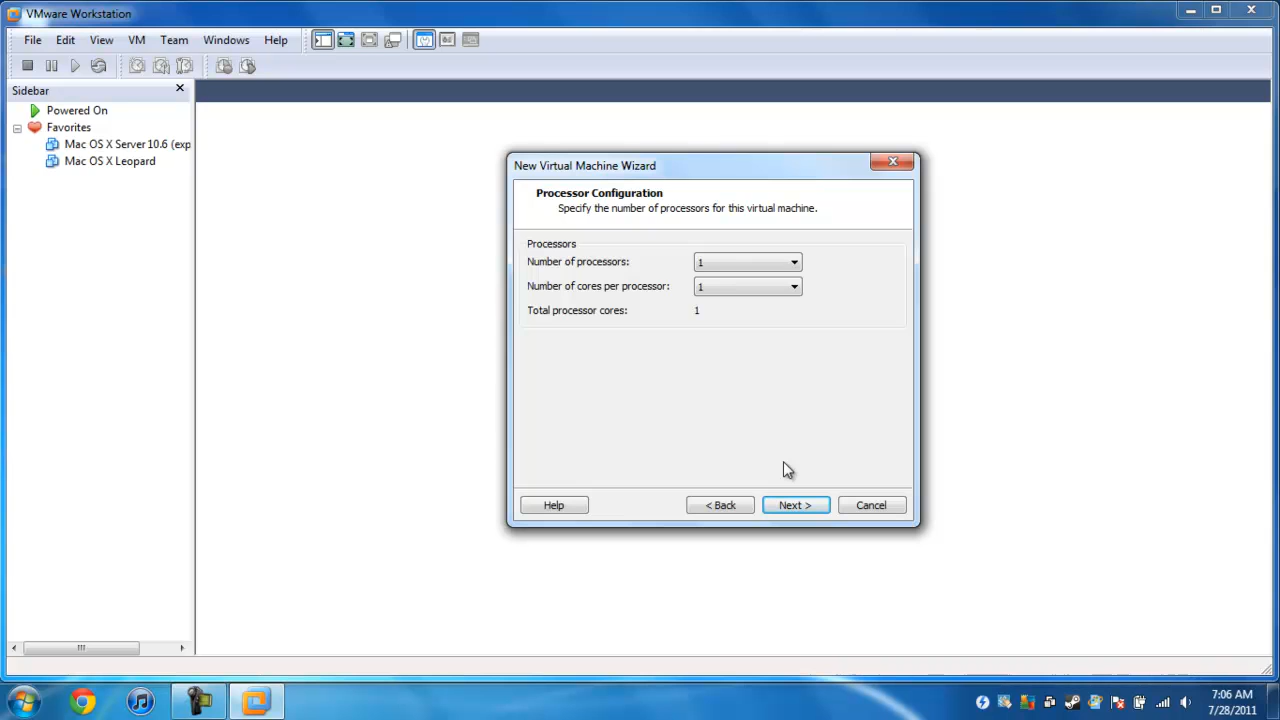 VMware Workstation
File Edit View VM Team Windows Help
Sidebar
Powered On
Favorites
Mac OS X Server 10.6 (exp
Mac OS X Leopard
New Virtual Machine Wizard
Processor Configuration
Specify the number of processors for this virtual machine.
Processors
Number of processors: 1
Number of cores per processor: 1
Total processor cores: 1
Help < Back Next > Cancel
7:06 AM
7/28/2011